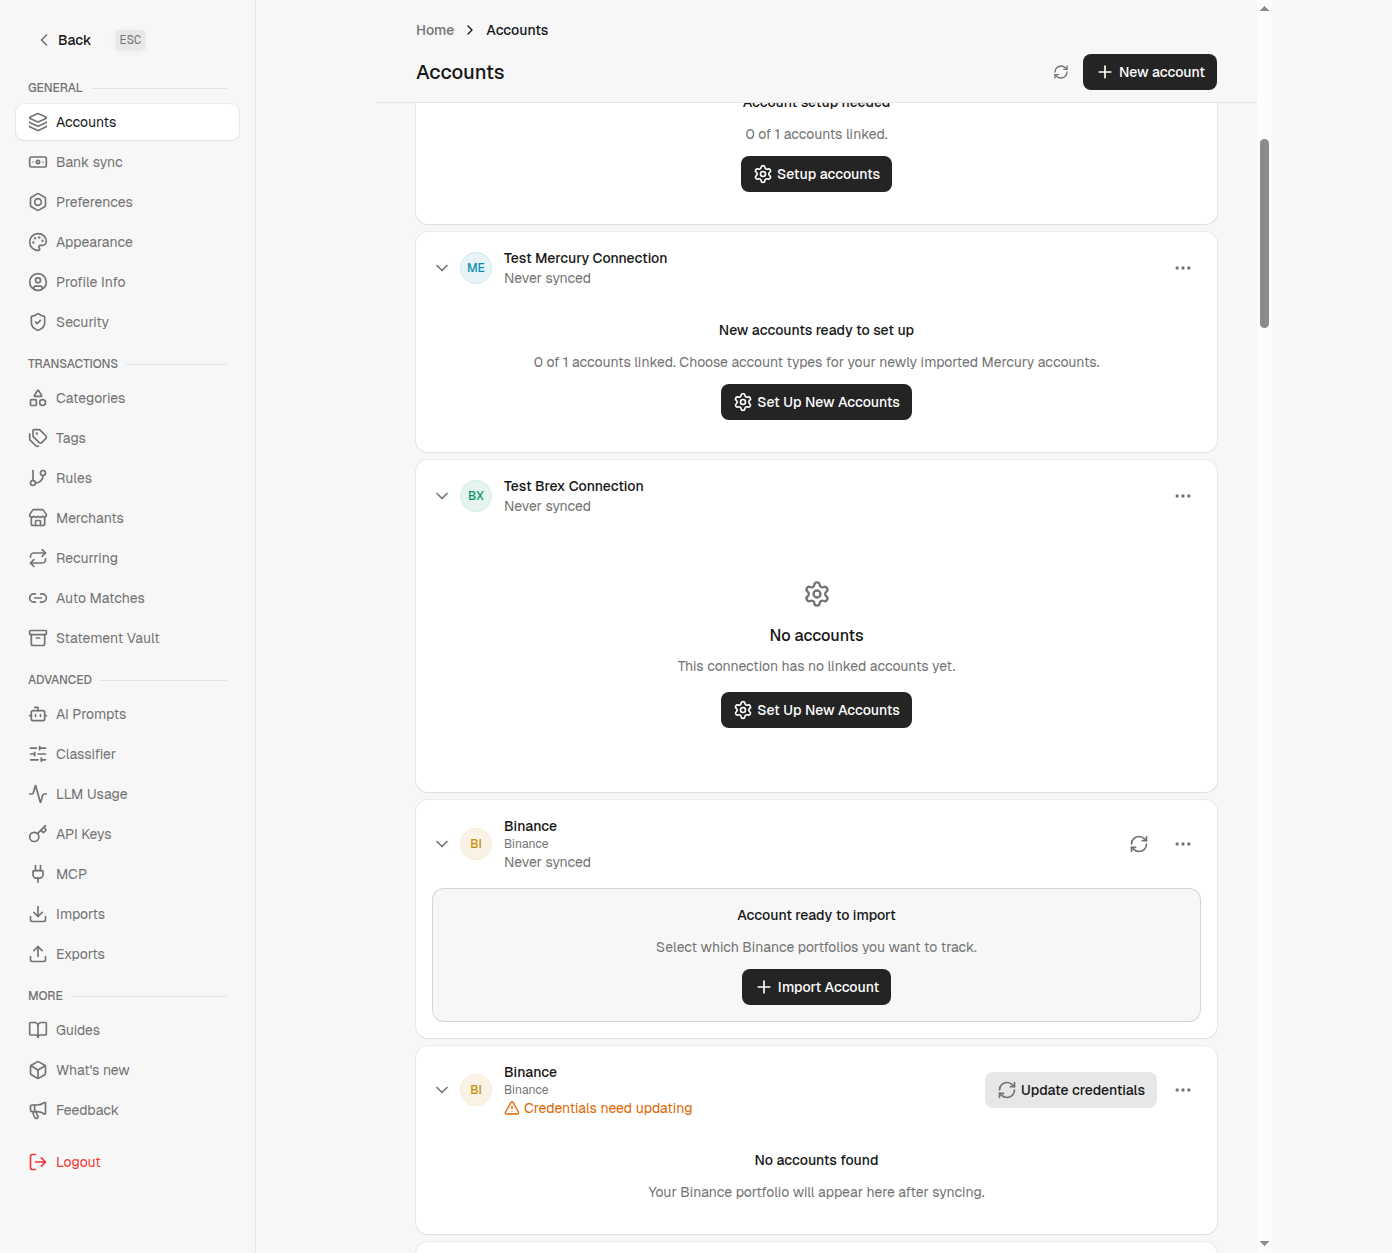 Back ESC
GENERAL
Accounts
Bank sync
Preferences
Appearance
Profile Info
Security
TRANSACTIONS
Categories
Tags
Rules
Merchants
Recurring
Auto Matches
Statement Vault
ADVANCED
AI Prompts
Classifier
LLM Usage
API Keys
MCP
Imports
Exports
MORE
Guides
What's new
Feedback
Logout
Home > Accounts
Accounts
New account
Account setup needed
0 of 1 accounts linked.
Setup accounts
ME
Test Mercury Connection
Never synced
New accounts ready to set up
0 of 1 accounts linked. Choose account types for your newly imported Mercury accounts.
Set Up New Accounts
BX
Test Brex Connection
Never synced
No accounts
This connection has no linked accounts yet.
Set Up New Accounts
BI
Binance
Binance
Never synced
Account ready to import
Select which Binance portfolios you want to track.
Import Account
BI
Binance
Binance
Credentials need updating
Update credentials
No accounts found
Your Binance portfolio will appear here after syncing.